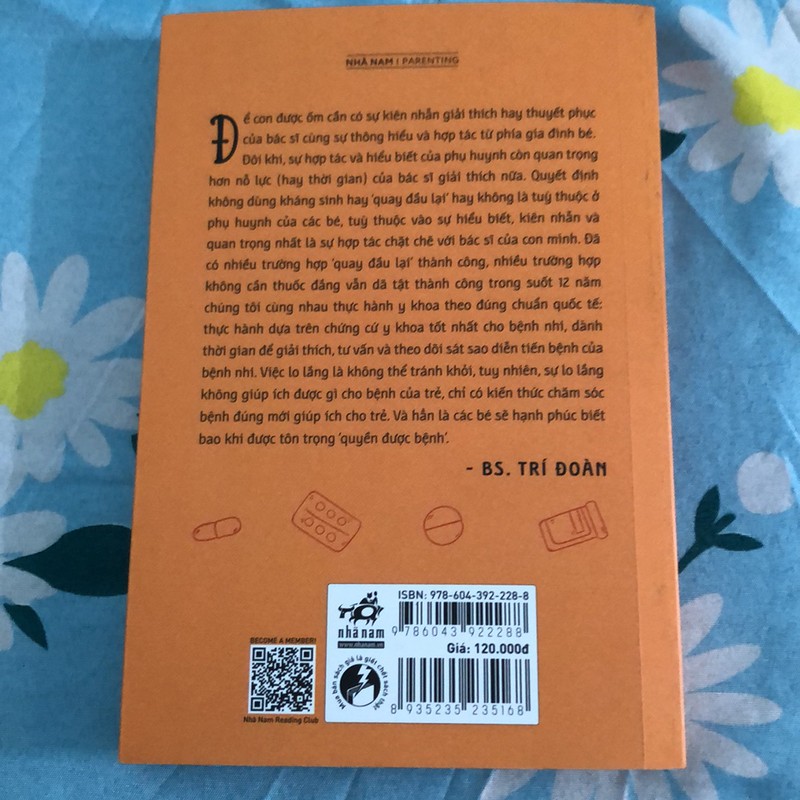 NHÃ NAM | PARENTING
Để con được ốm cần có sự kiên nhẫn giải thích hay thuyết phục
của bác sĩ cùng sự thông hiểu và hợp tác từ phía gia đình bé.
Đôi khi, sự hợp tác và hiểu biết của phụ huynh còn quan trọng
hơn nỗ lực (hay thời gian) của bác sĩ giải thích nữa. Quyết định
không dùng kháng sinh hay 'quay đầu lại' hay không là tuỳ thuộc ở
phụ huynh của các bé, tuỳ thuộc vào sự hiểu biết, kiên nhẫn và
quan trọng nhất là sự hợp tác chặt chẽ với bác sĩ của con mình. Đã
có nhiều trường hợp 'quay đầu lại' thành công, nhiều trường hợp
không cần thuốc đắng vẫn dã tật thành công trong suốt 12 năm
chúng tôi cùng nhau thực hành y khoa theo đúng chuẩn quốc tế:
thực hành dựa trên chứng cứ y khoa tốt nhất cho bệnh nhi, dành
thời gian để giải thích, tư vấn và theo dõi sát sao diễn tiến bệnh của
bệnh nhi. Việc lo lắng là không thể tránh khỏi, tuy nhiên, sự lo lắng
không giúp ích được gì cho bệnh của trẻ, chỉ có kiến thức chăm sóc
bệnh đúng mới giúp ích cho trẻ. Và hẳn là các bé sẽ hạnh phúc biết
bao khi được tôn trọng 'quyền được bệnh'.
- BS. TRÍ ĐOÀN
BECOME A MEMBER!
Nhã Nam Reading Club
nhã nam
www.nhanam.vn
Mua bán sách giả là giết chết sách thật
ISBN: 978-604-392-228-8
9 786043 922288
Giá: 120.000đ
8 935235 235168